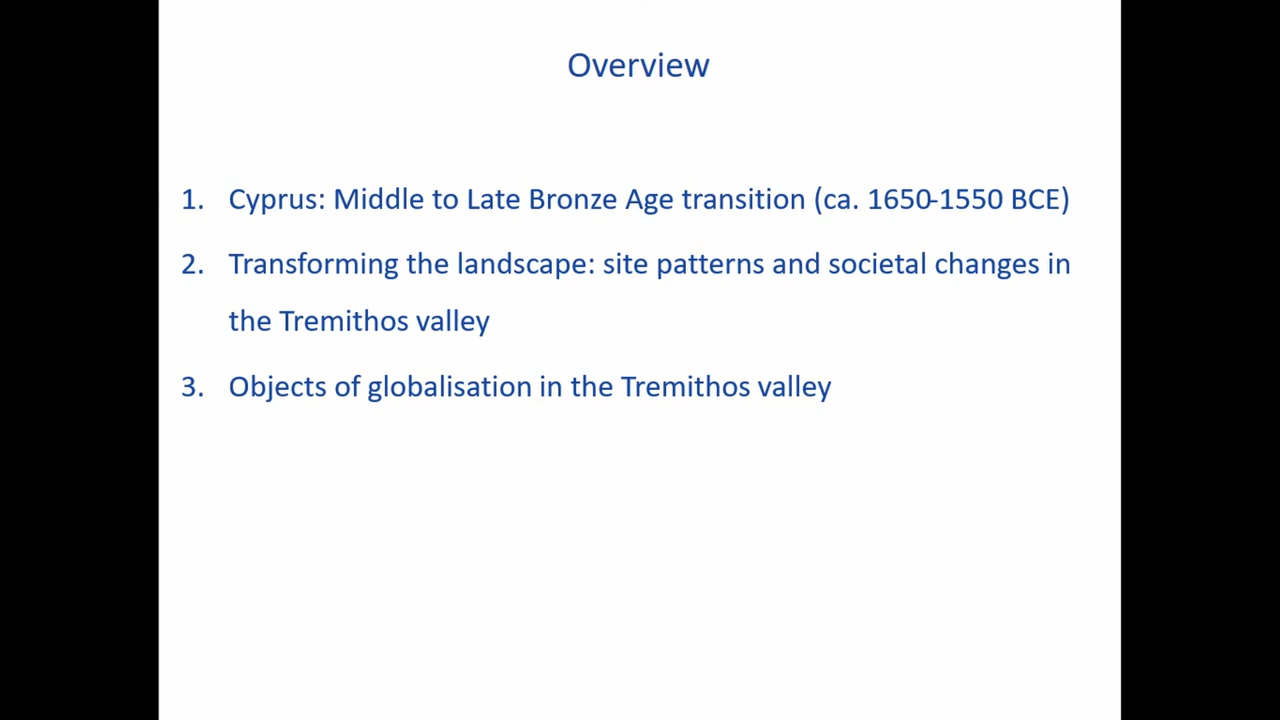 Overview
1. Cyprus: Middle to Late Bronze Age transition (ca. 1650-1550 BCE)
2. Transforming the landscape: site patterns and societal changes in
the Tremithos valley
3. Objects of globalisation in the Tremithos valley